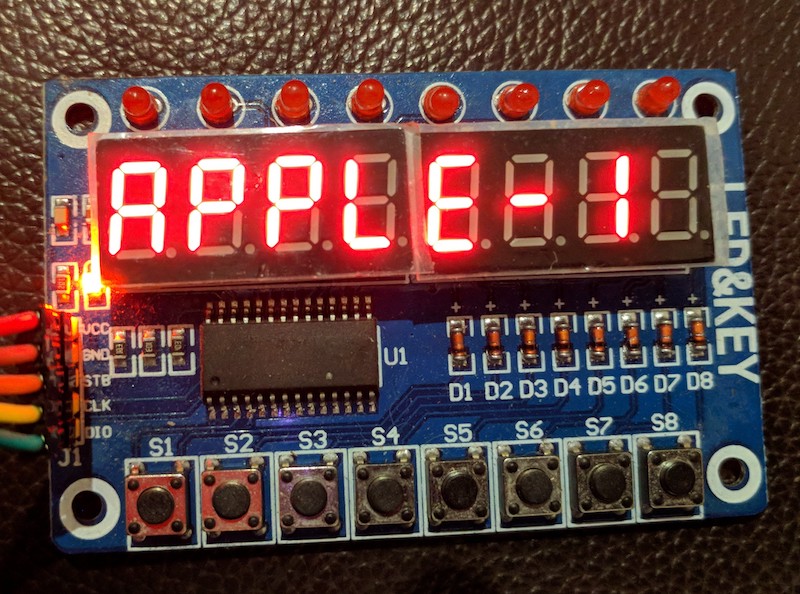 APPLE-1
LED&KEY
VCC
GND
STB
CLK
DIO
J1
U1
+ + + + + + + +
D1 D2 D3 D4 D5 D6 D7 D8
S1 S2 S3 S4 S5 S6 S7 S8